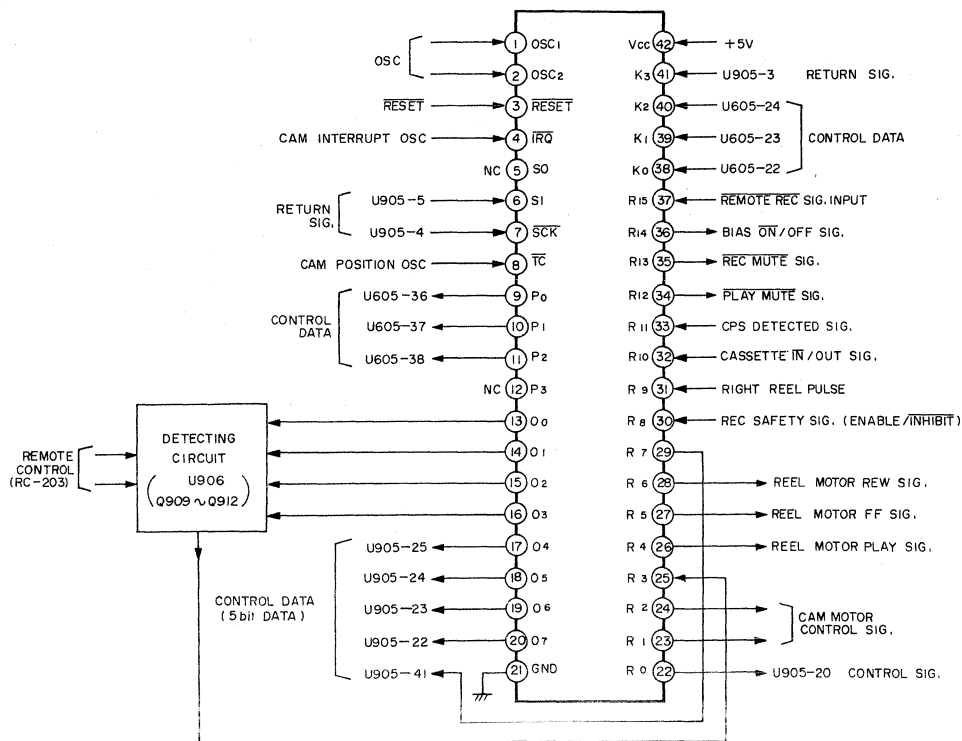 OSC
1 OSC1
2 OSC2
RESET
3 RESET
CAM INTERRUPT OSC
4 IRQ
NC 5 SO
RETURN SIG.
U905-5
6 SI
U905-4
7 SCK
CAM POSITION OSC
8 TC
CONTROL DATA
U605-36
9 P0
U605-37
10 P1
U605-38
11 P2
NC 12 P3
REMOTE CONTROL (RC-203)
DETECTING
CIRCUIT
U906
(Q909~Q912)
13 O0
14 O1
15 O2
16 O3
CONTROL DATA
(5bit DATA)
U905-25
17 O4
U905-24
18 O5
U905-23
19 O6
U905-22
20 O7
U905-41
21 GND
Vcc 42 +5V
K3 41 U905-3 RETURN SIG.
K2 40 U605-24
K1 39 U605-23
K0 38 U605-22
CONTROL DATA
R15 37 REMOTE REC SIG. INPUT
R14 36 BIAS ON/OFF SIG.
R13 35 REC MUTE SIG.
R12 34 PLAY MUTE SIG.
R11 33 CPS DETECTED SIG.
R10 32 CASSETTE IN/OUT SIG.
R9 31 RIGHT REEL PULSE
R8 30 REC SAFETY SIG. (ENABLE/INHIBIT)
R7 29
R6 28 REEL MOTOR REW SIG.
R5 27 REEL MOTOR FF SIG.
R4 26 REEL MOTOR PLAY SIG.
R3 25
R2 24
R1 23
CAM MOTOR
CONTROL SIG.
R0 22 U905-20 CONTROL SIG.